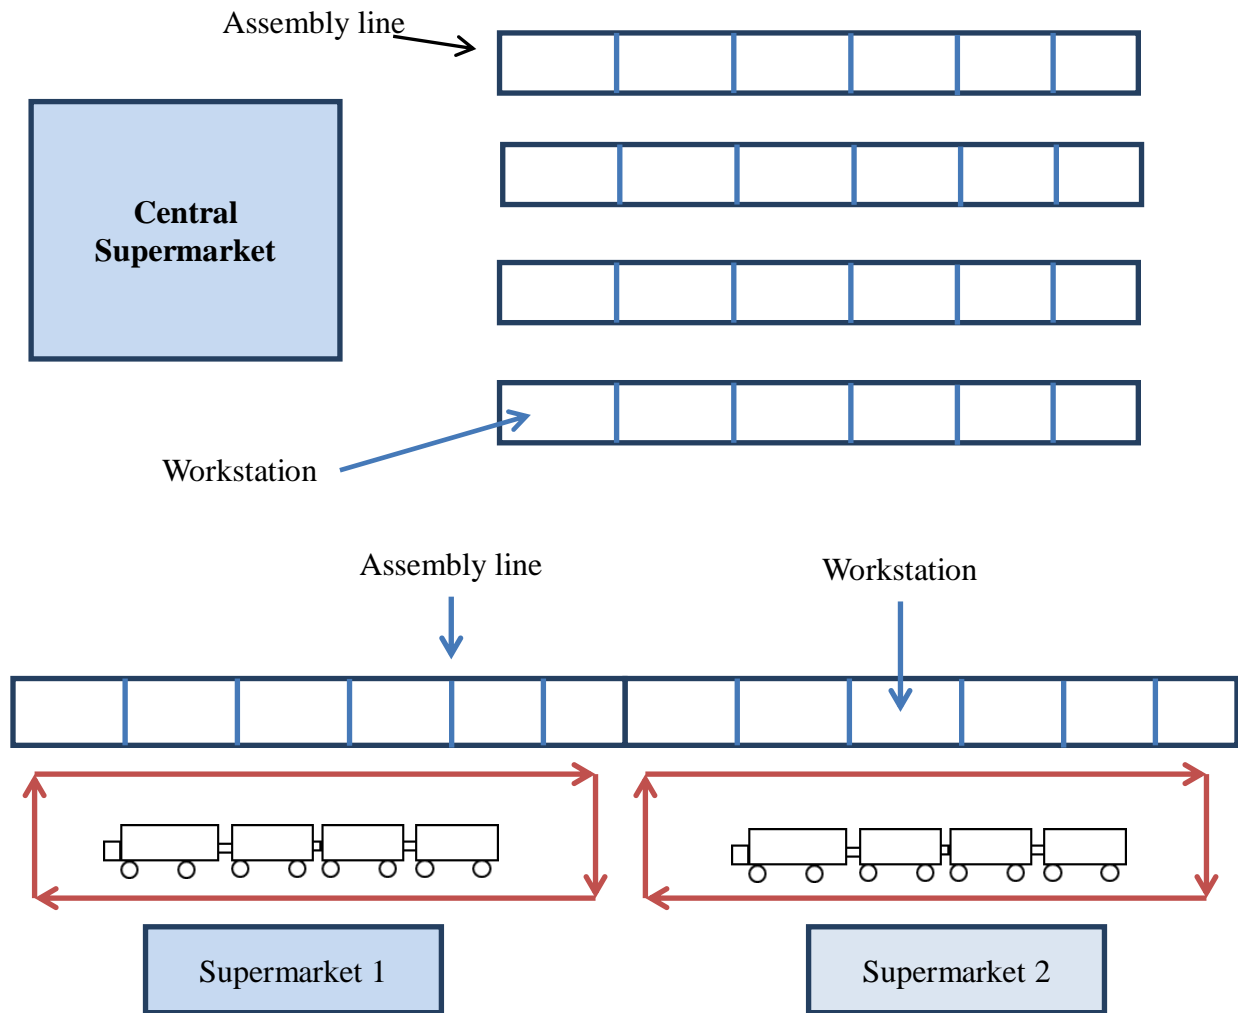 Assembly line
Central
Supermarket
Workstation
Assembly line
Workstation
Supermarket 1
Supermarket 2